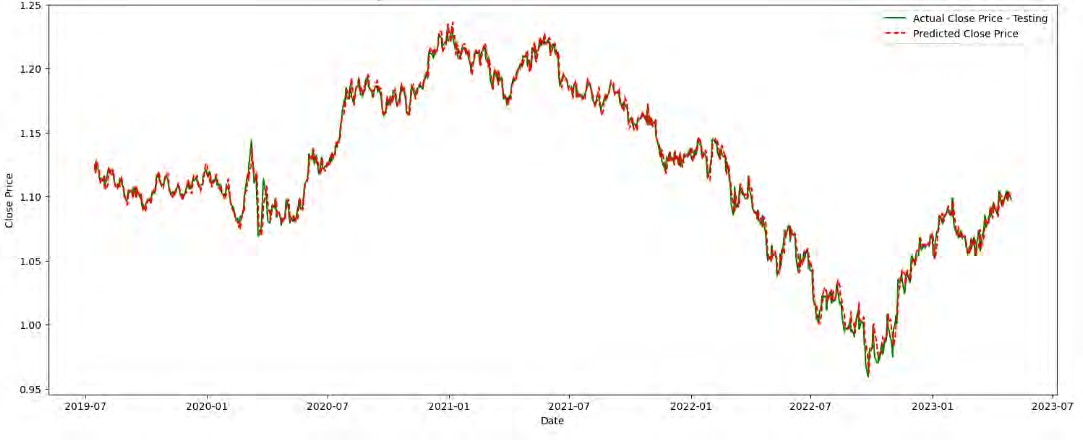 1.25
Actual Close Price - Testing
Predicted Close Price
1.20
1.15
1.10
1.05
1.00
0.95
Close Price
2019-07 2020-01 2020-07 2021-01 2021-07 2022-01 2022-07 2023-01 2023-07
Date